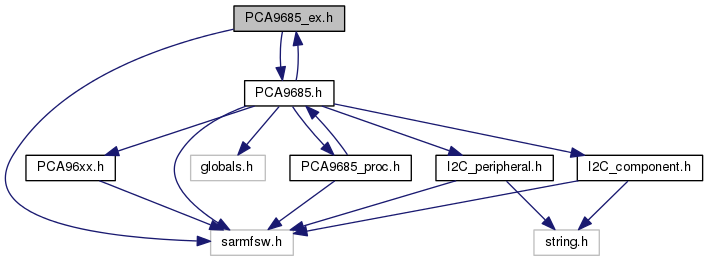 PCA9685_ex.h
PCA9685.h
PCA96xx.h
globals.h
PCA9685_proc.h
I2C_peripheral.h
I2C_component.h
sarmfsw.h
string.h